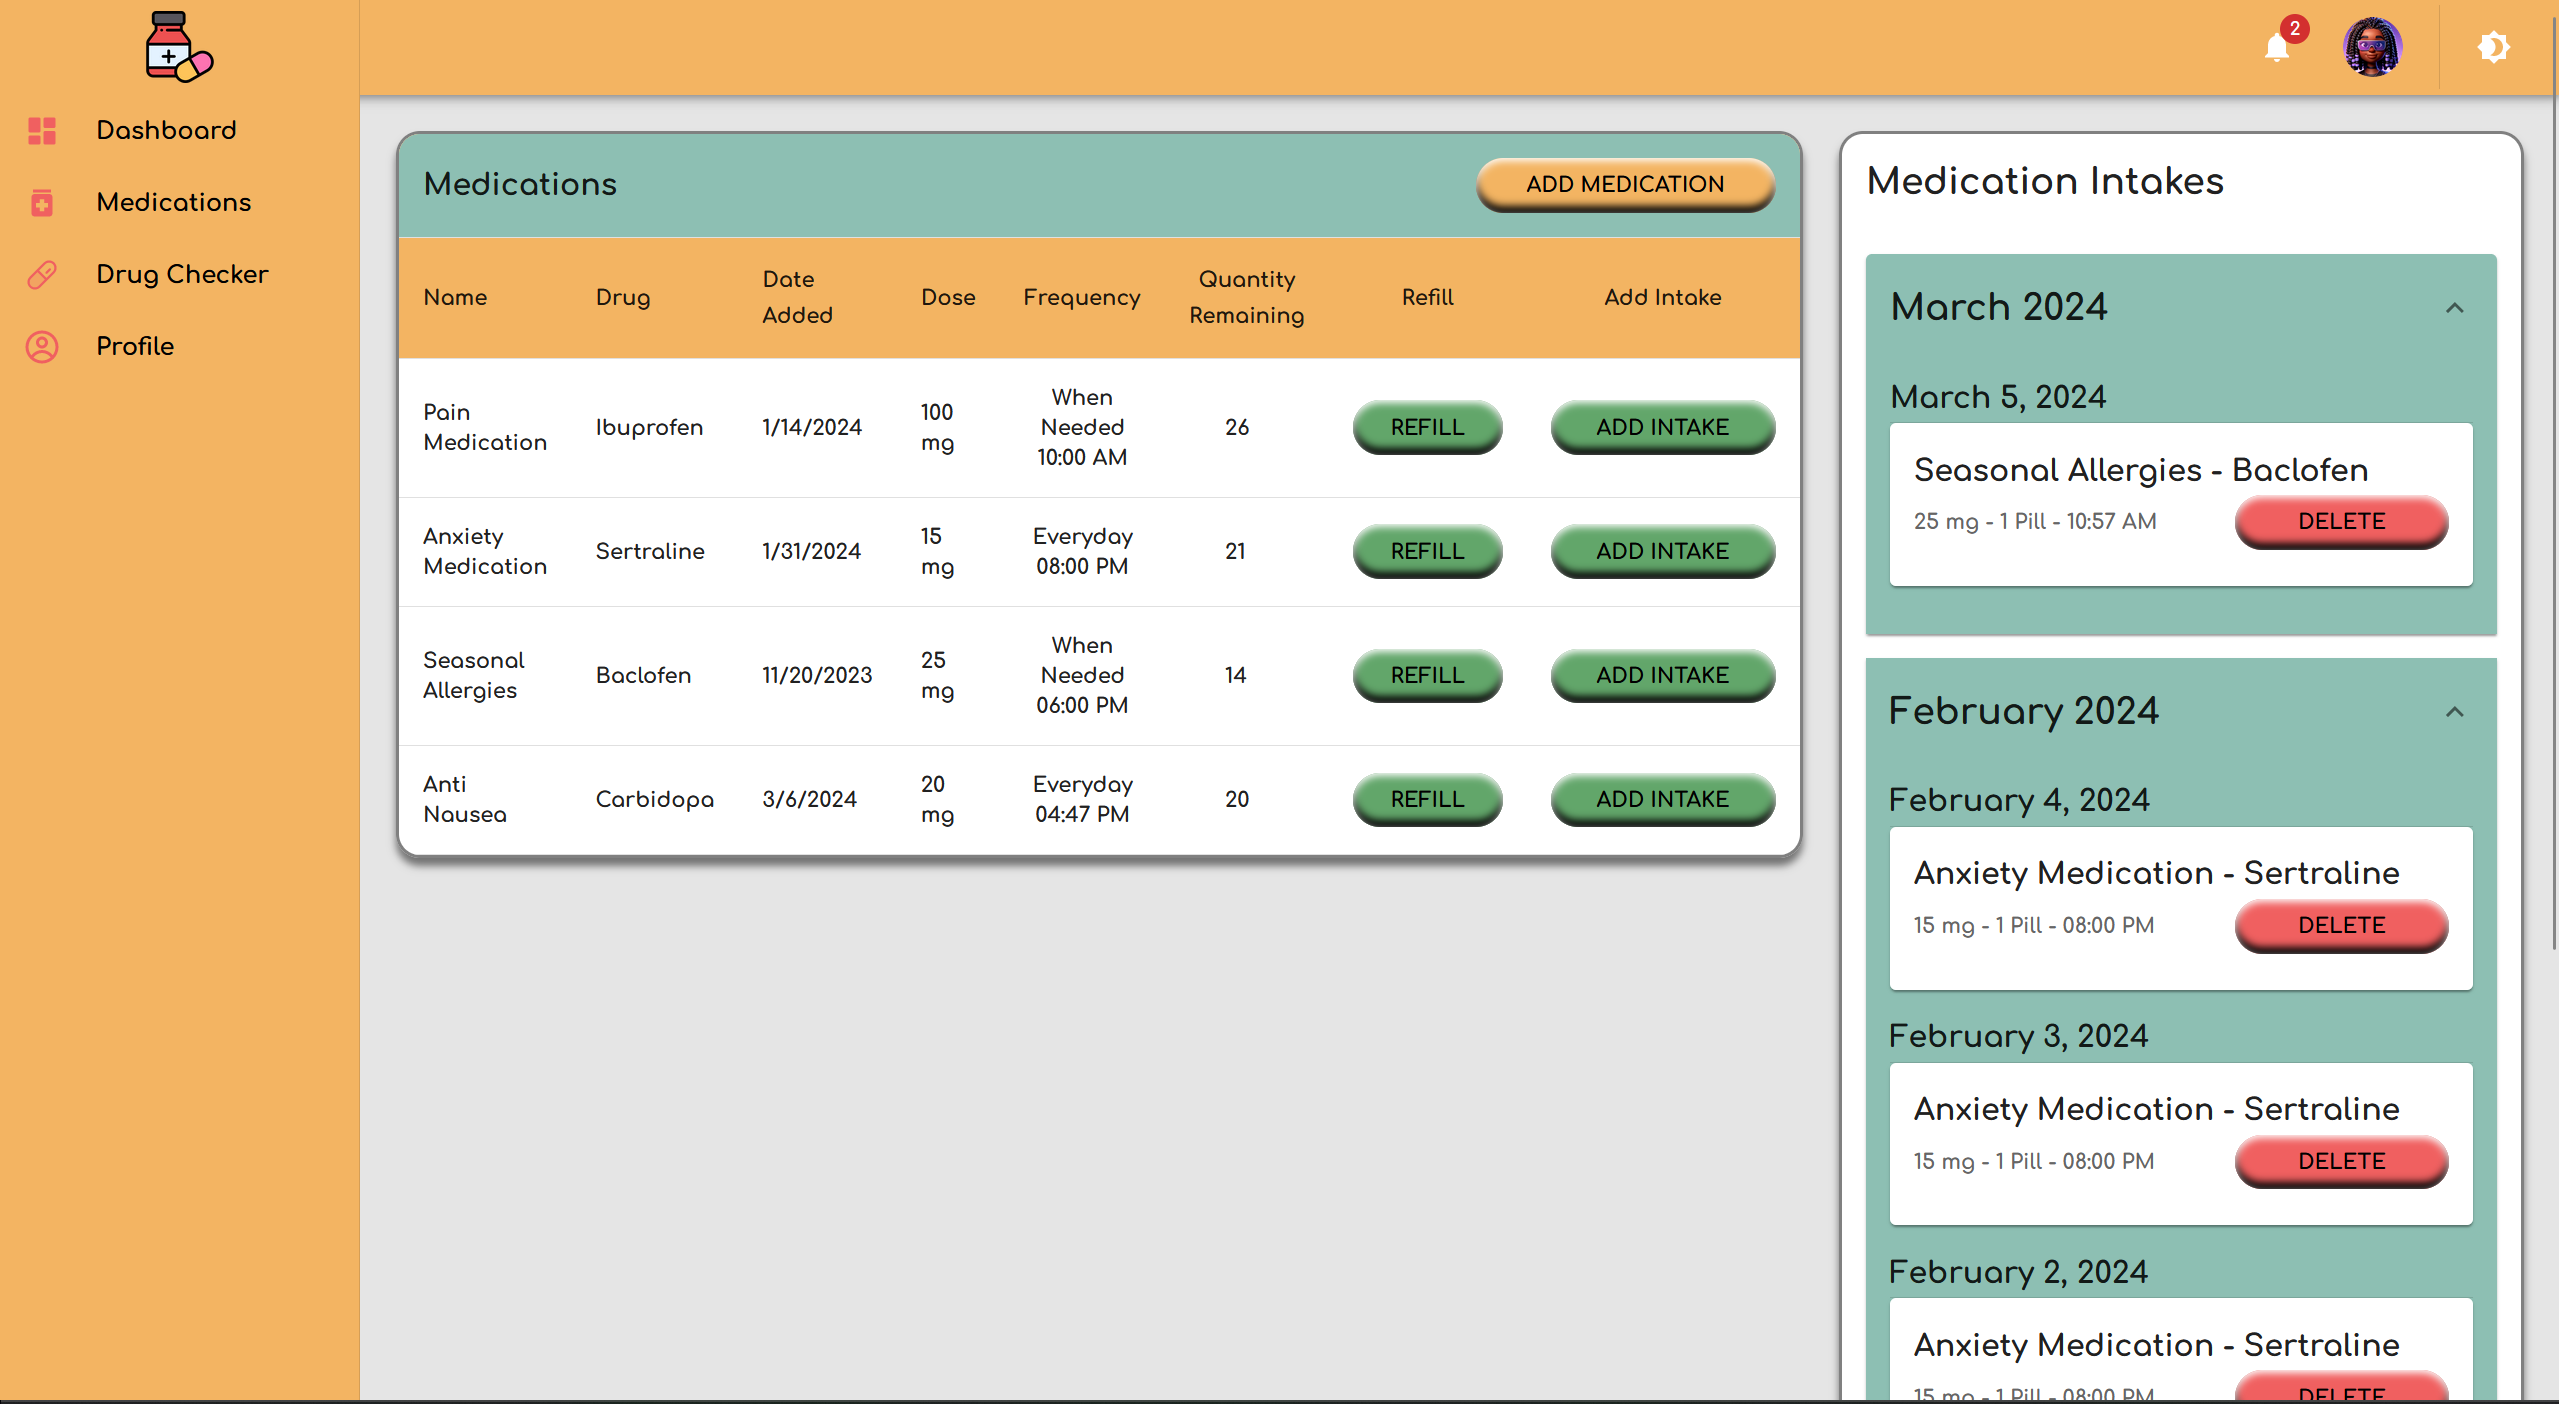 2
Dashboard
Medications
Drug Checker
Profile
Medications
ADD MEDICATION
Name
Drug
Date
Added
Dose
Frequency
Quantity
Remaining
Refill
Add Intake
Pain
Medication
Ibuprofen
1/14/2024
100
mg
When
Needed
10:00 AM
26
REFILL
ADD INTAKE
Anxiety
Medication
Sertraline
1/31/2024
15
mg
Everyday
08:00 PM
21
REFILL
ADD INTAKE
Seasonal
Allergies
Baclofen
11/20/2023
25
mg
When
Needed
06:00 PM
14
REFILL
ADD INTAKE
Anti
Nausea
Carbidopa
3/6/2024
20
mg
Everyday
04:47 PM
20
REFILL
ADD INTAKE
Medication Intakes
March 2024
March 5, 2024
Seasonal Allergies - Baclofen
25 mg - 1 Pill - 10:57 AM
DELETE
February 2024
February 4, 2024
Anxiety Medication - Sertraline
15 mg - 1 Pill - 08:00 PM
DELETE
February 3, 2024
Anxiety Medication - Sertraline
15 mg - 1 Pill - 08:00 PM
DELETE
February 2, 2024
Anxiety Medication - Sertraline
15 mg - 1 Pill - 08:00 PM
DELETE